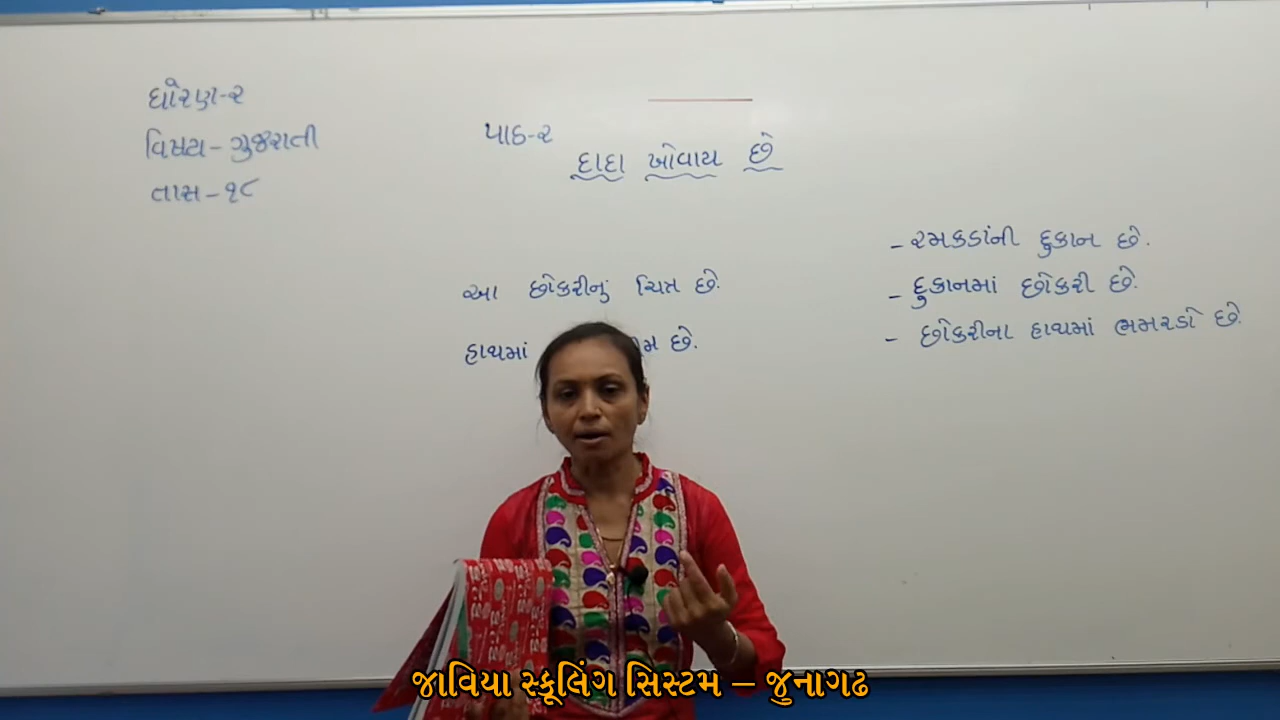 ધોરણ-૨
વિષય - ગુજરાતી
તાસ - ૧૮
પાઠ-૨
દાદા ખોવાય છે
આ છોકરીનું ચિત્ર છે.
હાથમાં છે.
- રમકડાંની દુકાન છે.
- દુકાનમાં છોકરી છે.
- છોકરીના હાથમાં ભમરડો છે.
જાવિયા સ્કૂલિંગ સિસ્ટમ – જુનાગઢ